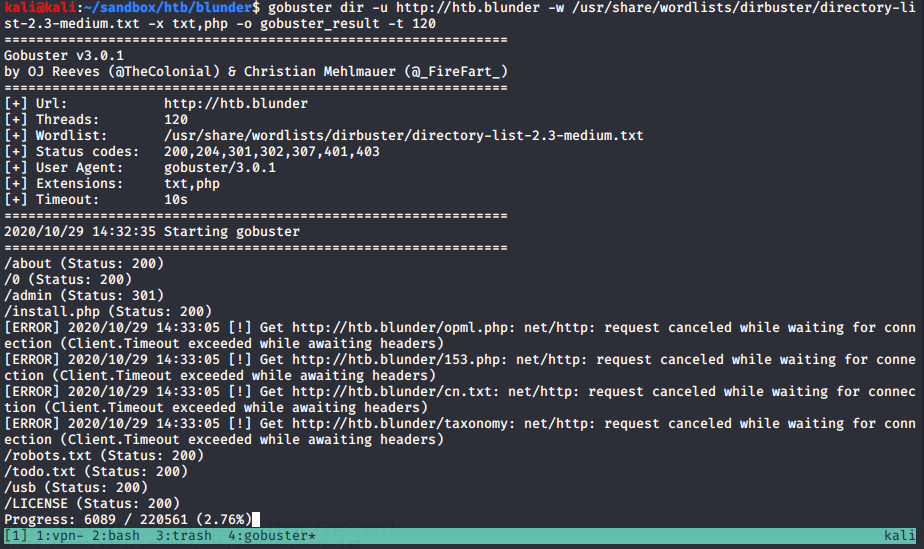 kali@kali:~/sandbox/htb/blunder$ gobuster dir -u http://htb.blunder -w /usr/share/wordlists/dirbuster/directory-li
st-2.3-medium.txt -x txt,php -o gobuster_result -t 120
===============================================================
Gobuster v3.0.1
by OJ Reeves (@TheColonial) & Christian Mehlmauer (@_FireFart_)
===============================================================
[+] Url:            http://htb.blunder
[+] Threads:        120
[+] Wordlist:       /usr/share/wordlists/dirbuster/directory-list-2.3-medium.txt
[+] Status codes:   200,204,301,302,307,401,403
[+] User Agent:     gobuster/3.0.1
[+] Extensions:     txt,php
[+] Timeout:        10s
===============================================================
2020/10/29 14:32:35 Starting gobuster
===============================================================
/about (Status: 200)
/0 (Status: 200)
/admin (Status: 301)
/install.php (Status: 200)
[ERROR] 2020/10/29 14:33:05 [!] Get http://htb.blunder/opml.php: net/http: request canceled while waiting for conn
ection (Client.Timeout exceeded while awaiting headers)
[ERROR] 2020/10/29 14:33:05 [!] Get http://htb.blunder/153.php: net/http: request canceled while waiting for conne
ction (Client.Timeout exceeded while awaiting headers)
[ERROR] 2020/10/29 14:33:05 [!] Get http://htb.blunder/cn.txt: net/http: request canceled while waiting for connec
tion (Client.Timeout exceeded while awaiting headers)
[ERROR] 2020/10/29 14:33:05 [!] Get http://htb.blunder/taxonomy: net/http: request canceled while waiting for conn
ection (Client.Timeout exceeded while awaiting headers)
/robots.txt (Status: 200)
/todo.txt (Status: 200)
/usb (Status: 200)
/LICENSE (Status: 200)
Progress: 6089 / 220561 (2.76%)
[1] 1:vpn- 2:bash  3:trash  4:gobuster* kali